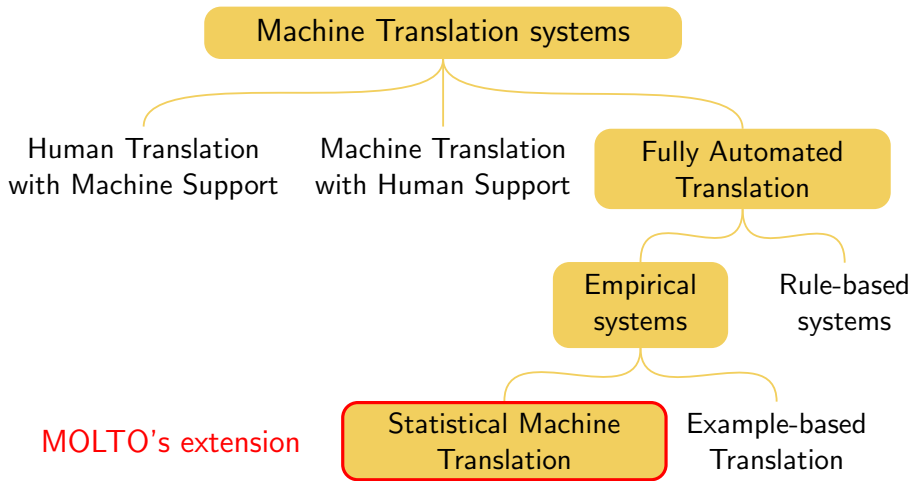 Machine Translation systems
Human Translation
with Machine Support
Machine Translation
with Human Support
Fully Automated
Translation
Empirical
systems
Rule-based
systems
MOLTO's extension
Statistical Machine
Translation
Example-based
Translation